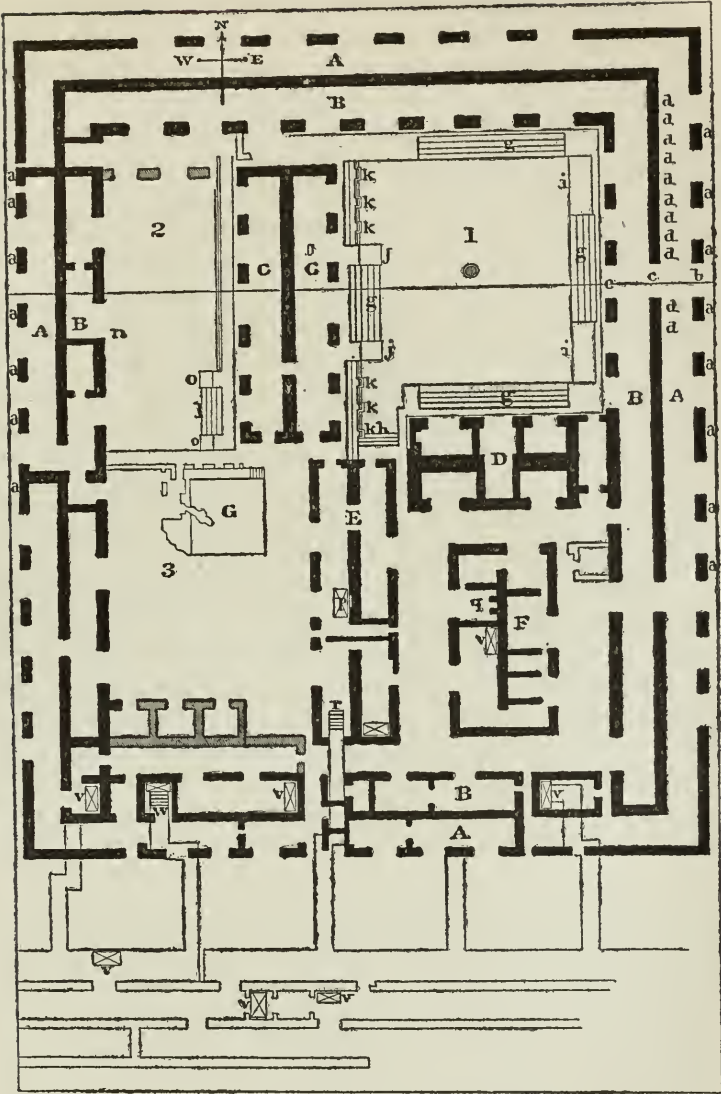 N
W E A
B
d
d a
g d
a k i d
a k d
2 k 1 d
f d
C G f d
g g a
c c b
A B n j i d
a d
a k B A
o k g
l kh a
o D
a G E
3 a
q F
p v
r
v v v
w B
A
v
v v